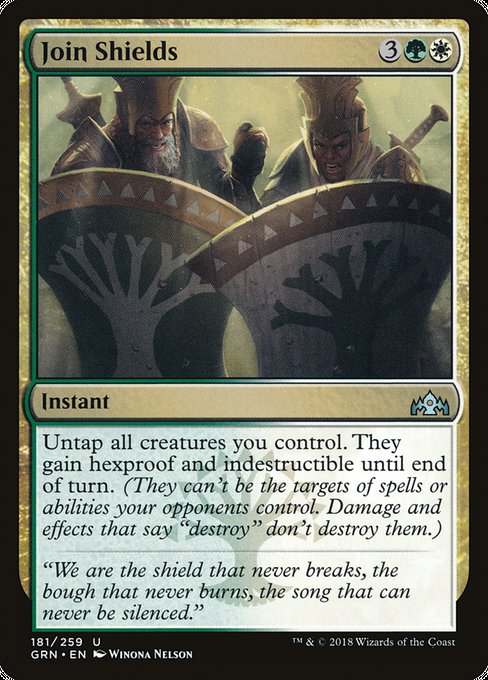 Join Shields 3
Instant
Untap all creatures you control. They
gain hexproof and indestructible until end
of turn. (They can't be the targets of spells or
abilities your opponents control. Damage and
effects that say "destroy" don't destroy them.)
"We are the shield that never breaks, the
bough that never burns, the song that can
never be silenced."
181/259 U
GRN • EN Winona Nelson
™ & © 2018 Wizards of the Coast